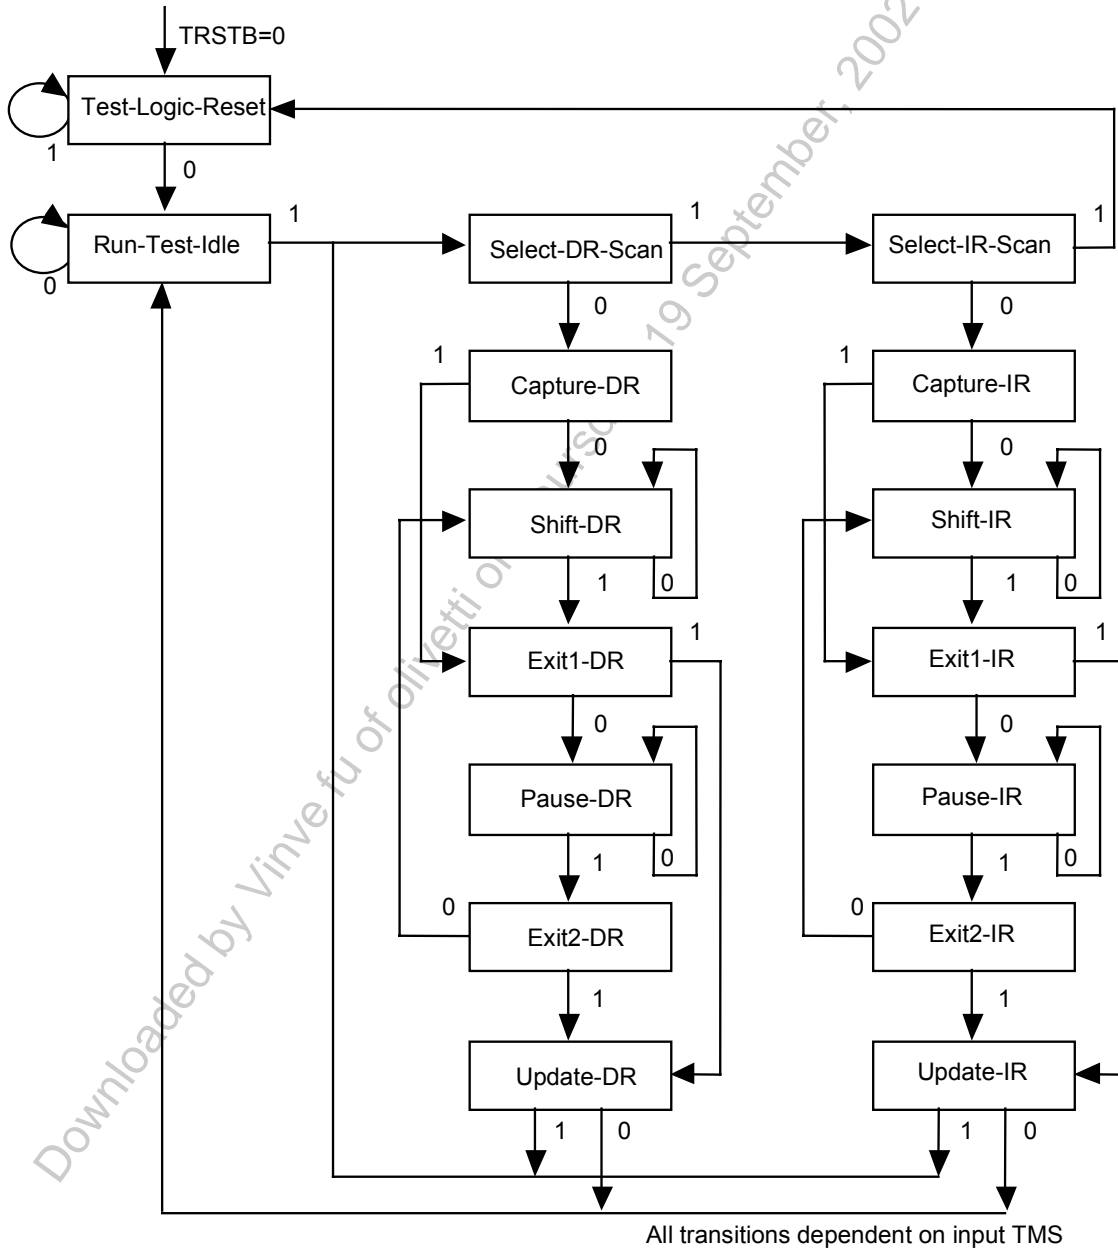 TRSTB=0
Test-Logic-Reset
1
0
Run-Test-Idle
0
1
Select-DR-Scan
1
Select-IR-Scan
1
0
0
1
Capture-DR
0
1
Capture-IR
0
Shift-DR
1
0
Shift-IR
1
0
Exit1-DR
1
0
Exit1-IR
1
0
Pause-DR
1
0
Pause-IR
1
0
0
Exit2-DR
1
0
Exit2-IR
1
Update-DR
1
0
Update-IR
1
0
All transitions dependent on input TMS
Downloaded by Vinve fu of olivetti on 19 September, 2002